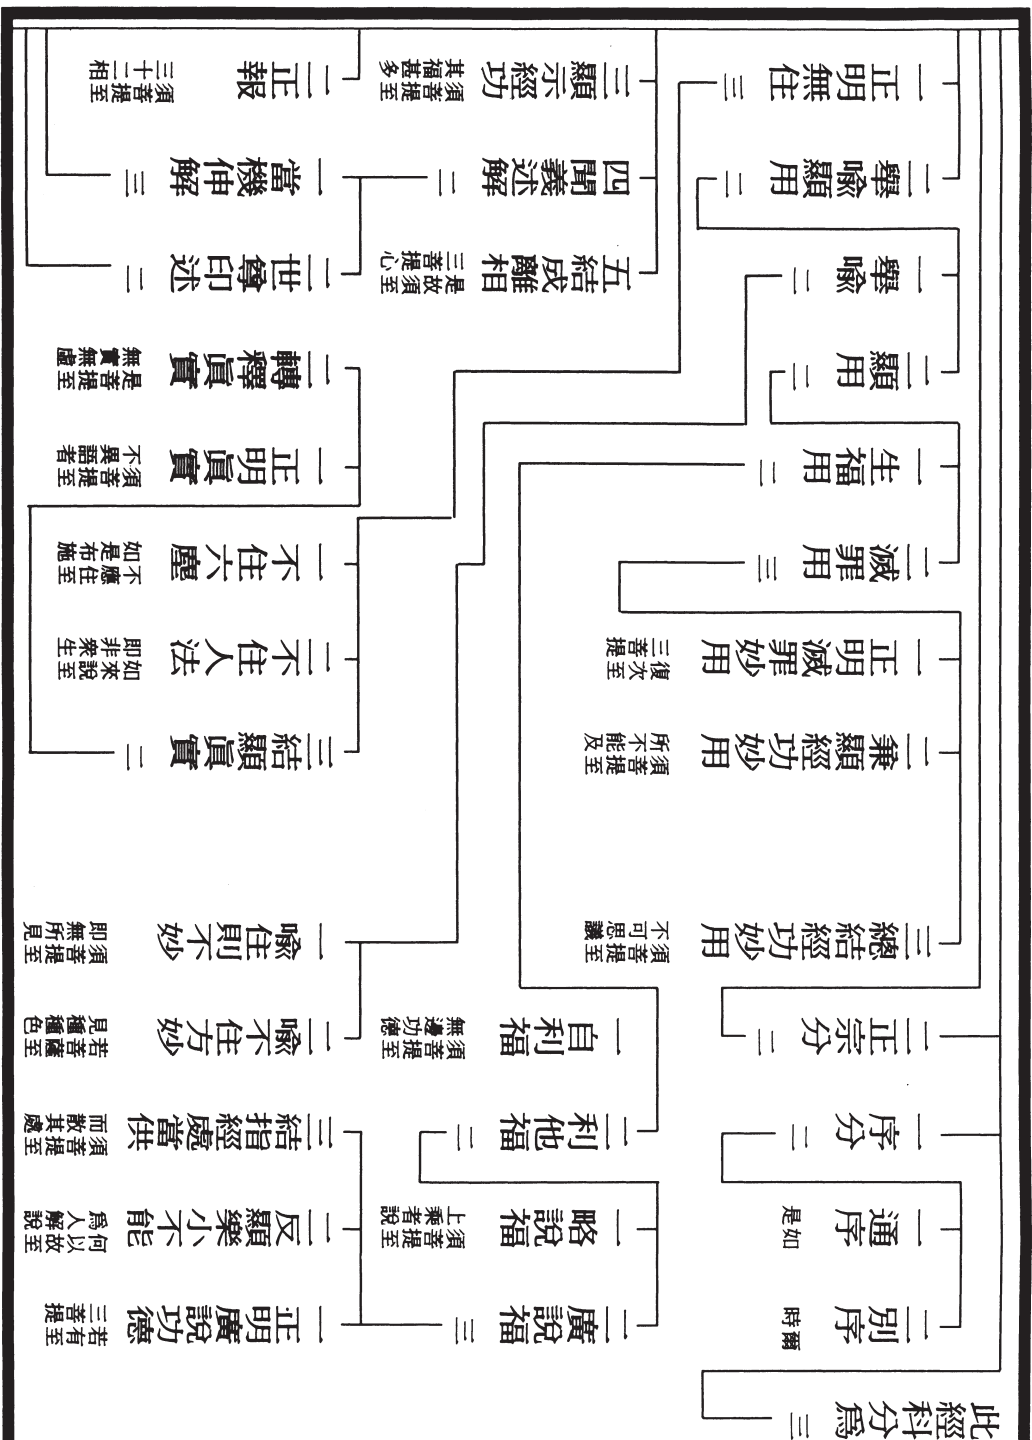 一正明無住 三
二舉喻顯用 二
一舉喻 二
二顯用 二
一生福用 二
二滅罪用 三
一正明滅罪妙用 復次至三菩提
二乗顯經功妙用 須菩提至所不能及
三總結經功妙用 須菩提至不可思議
二正宗分 二
一序分 二
一通序 如是
二別序 爾時
此經科分爲三
三顯示經功 須菩提至其福甚多
四聞義述解 二
五結成離相 是故須至三菩提心
一自利福 須菩提至無邊功德
二利他福 二
一略說福 須菩提至上乘者說
二廣說福 三
二正報 須菩提至三十二相
一當機伸解 三
二世尊印述 二
二轉釋眞實 是菩提至無實無虛
一正明眞實 須菩提至不異語者
一不住六塵 不應住至如是布施
二不住人法 如來說至即非衆生
三結顯眞實 二
一喻住則不妙 須菩提至即無所見
二喻不住方妙 若菩薩至見種種色
三結指經處當供 須菩提至而散其處
二反顯樂小不能 何以故至爲人解說
一正明廣說功德 若有至三菩提